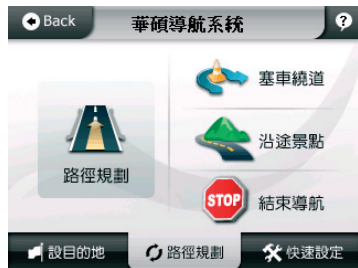 Back
華碩導航系統
?
塞車繞道
沿途景點
路徑規劃
STOP
結束導航
設目的地
路徑規劃
快速設定